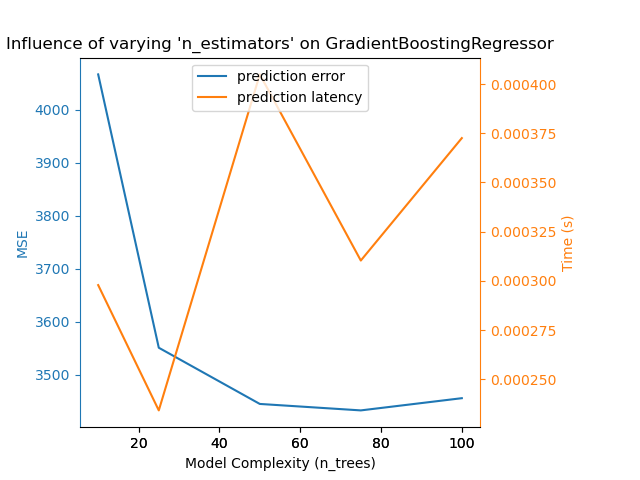 Influence of varying 'n_estimators' on GradientBoostingRegressor
prediction error
prediction latency
4000
3900
3800
3700
3600
3500
MSE
0.000400
0.000375
0.000350
0.000325
0.000300
0.000275
0.000250
Time (s)
20 40 60 80 100
Model Complexity (n_trees)